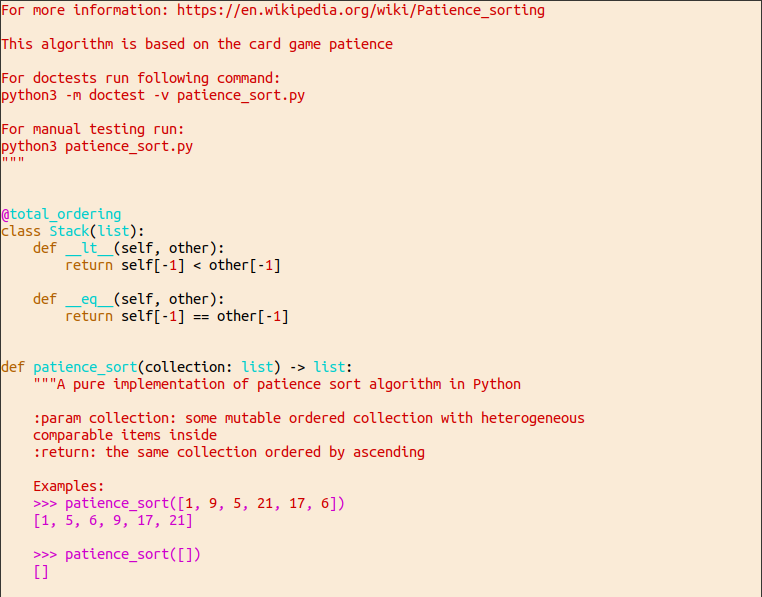 For more information: https://en.wikipedia.org/wiki/Patience_sorting

This algorithm is based on the card game patience

For doctests run following command:
python3 -m doctest -v patience_sort.py

For manual testing run:
python3 patience_sort.py
"""


@total_ordering
class Stack(list):
    def __lt__(self, other):
        return self[-1] < other[-1]

    def __eq__(self, other):
        return self[-1] == other[-1]


def patience_sort(collection: list) -> list:
    """A pure implementation of patience sort algorithm in Python

    :param collection: some mutable ordered collection with heterogeneous
    comparable items inside
    :return: the same collection ordered by ascending

    Examples:
    >>> patience_sort([1, 9, 5, 21, 17, 6])
    [1, 5, 6, 9, 17, 21]

    >>> patience_sort([])
    []